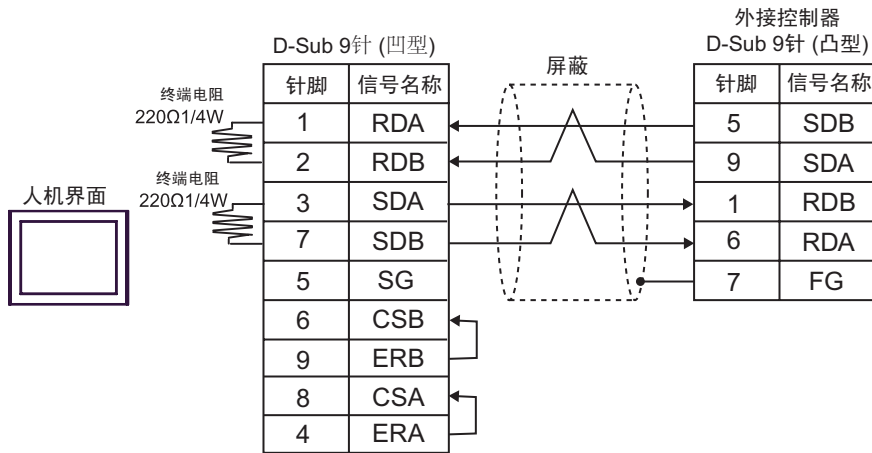 外接控制器
D-Sub 9针 (凹型)
D-Sub 9针 (凸型)
屏蔽
针脚 信号名称
1 RDA
2 RDB
3 SDA
7 SDB
5 SG
6 CSB
9 ERB
8 CSA
4 ERA
针脚 信号名称
5 SDB
9 SDA
1 RDB
6 RDA
7 FG
终端电阻
220Ω1/4W
终端电阻
220Ω1/4W
人机界面